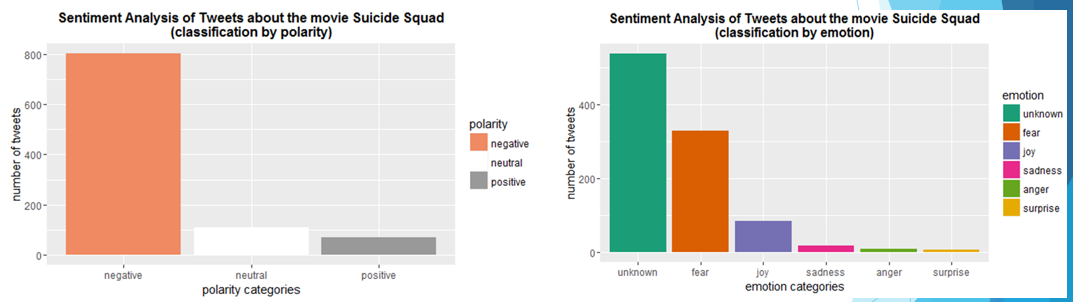 Sentiment Analysis of Tweets about the movie Suicide Squad
(classification by polarity)
800
600
400
200
0
number of tweets
negative
neutral
positive
polarity categories
polarity
negative
neutral
positive
Sentiment Analysis of Tweets about the movie Suicide Squad
(classification by emotion)
400
200
0
number of tweets
unknown
fear
joy
sadness
anger
surprise
emotion categories
emotion
unknown
fear
joy
sadness
anger
surprise